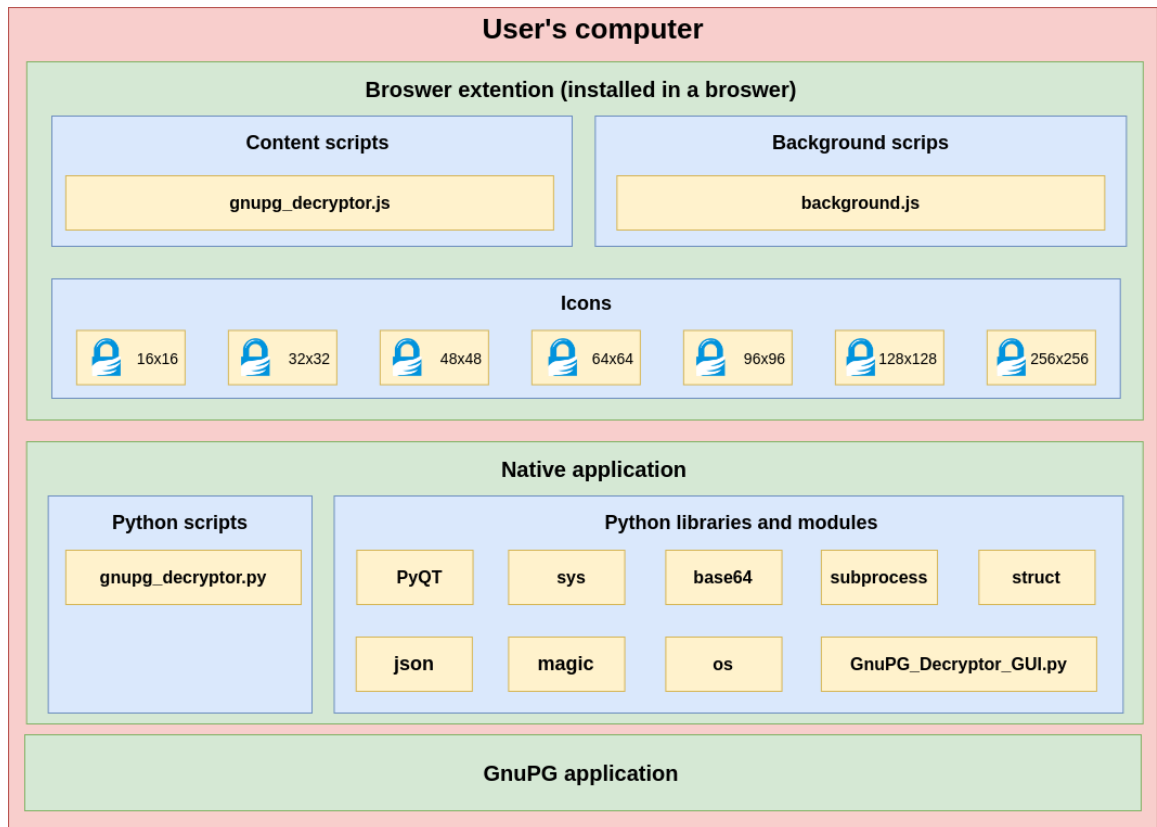 User's computer
Broswer extention (installed in a broswer)
Content scripts
Background scrips
gnupg_decryptor.js
background.js
Icons
16x16
32x32
48x48
64x64
96x96
128x128
256x256
Native application
Python scripts
Python libraries and modules
gnupg_decryptor.py
PyQT
sys
base64
subprocess
struct
json
magic
os
GnuPG_Decryptor_GUI.py
GnuPG application